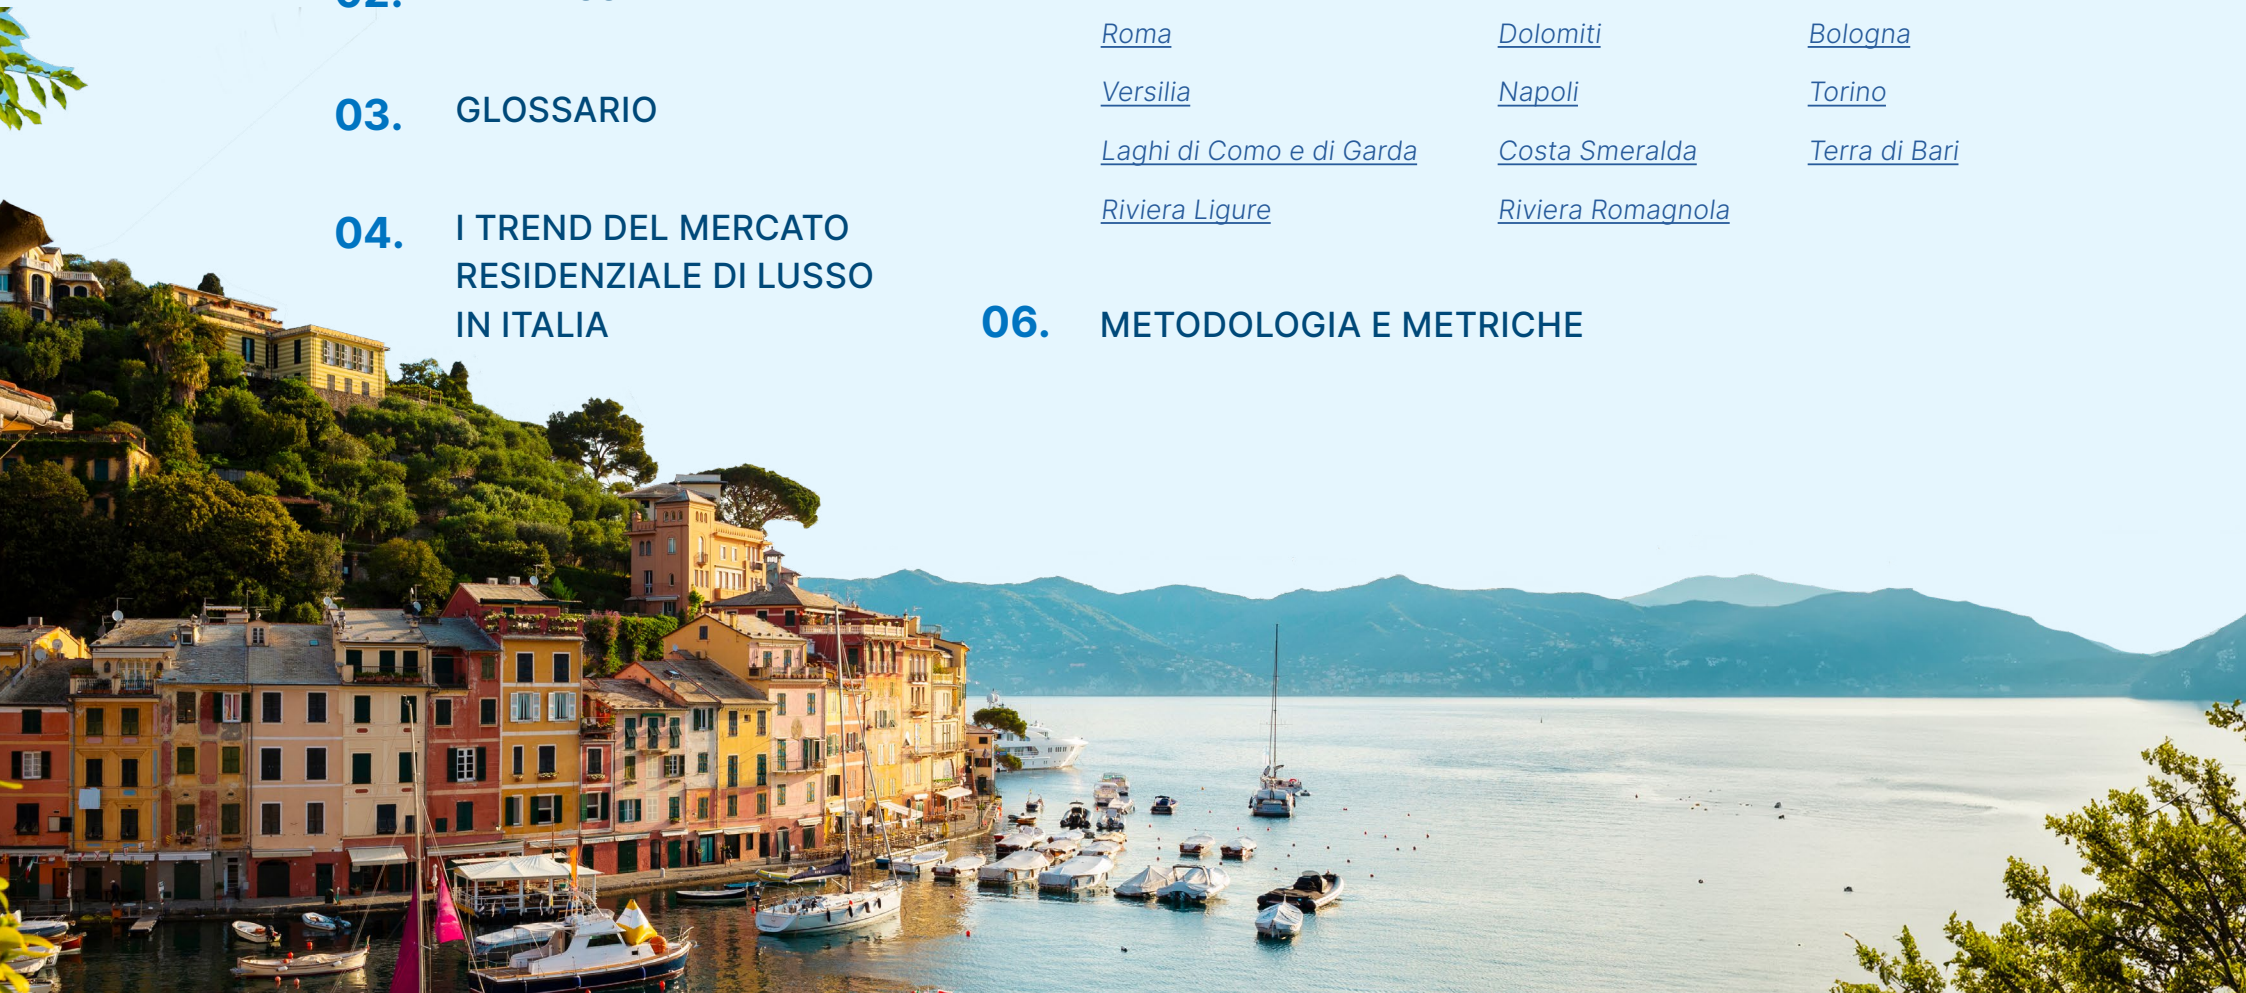 02.
03. GLOSSARIO
04. I TREND DEL MERCATO
RESIDENZIALE DI LUSSO
IN ITALIA
Roma
Versilia
Laghi di Como e di Garda
Riviera Ligure
Dolomiti
Napoli
Costa Smeralda
Riviera Romagnola
Bologna
Torino
Terra di Bari
06. METODOLOGIA E METRICHE